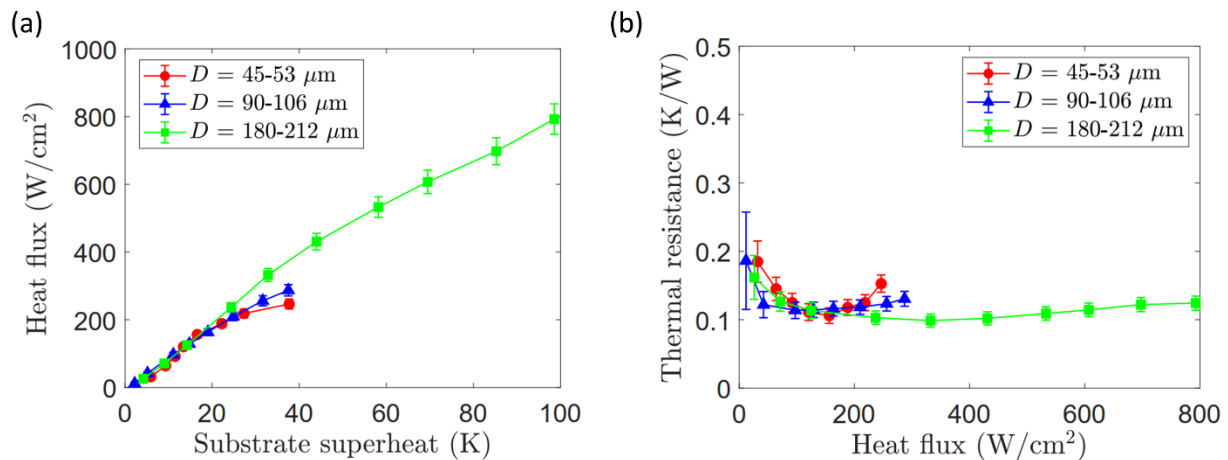 (a)
1000
800
600
400
200
0
Heat flux (W/cm²)
D = 45-53 μm
D = 90-106 μm
D = 180-212 μm
0 20 40 60 80 100
Substrate superheat (K)
(b)
0.5
0.4
0.3
0.2
0.1
0
Thermal resistance (K/W)
D = 45-53 μm
D = 90-106 μm
D = 180-212 μm
0 200 400 600 800
Heat flux (W/cm²)